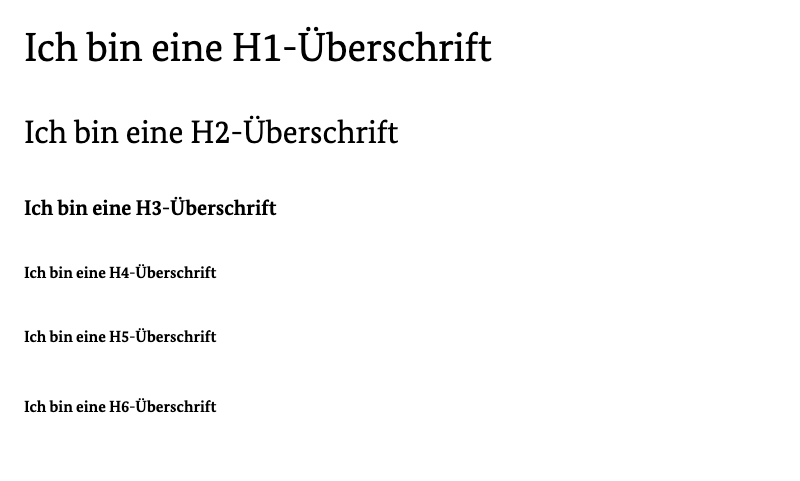 Ich bin eine H1-Überschrift
Ich bin eine H2-Überschrift
Ich bin eine H3-Überschrift
Ich bin eine H4-Überschrift
Ich bin eine H5-Überschrift
Ich bin eine H6-Überschrift